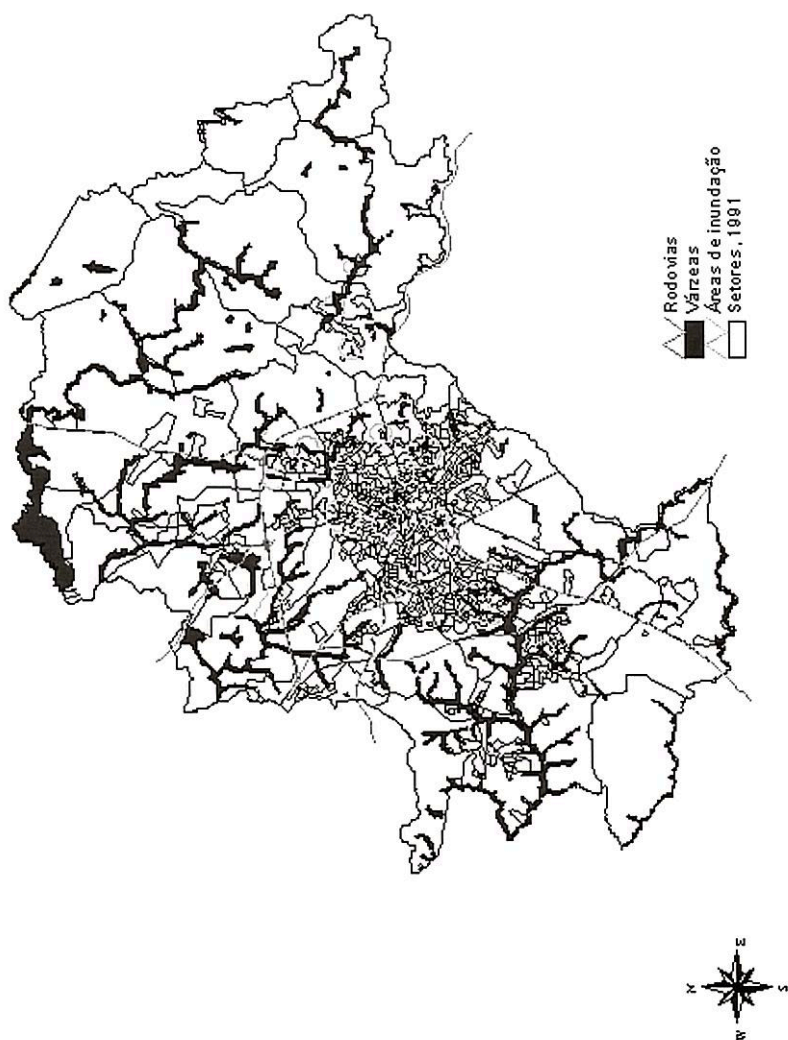 Rodovias
Várzeas
Áreas de inundação
Setores, 1991
N
W
E
S